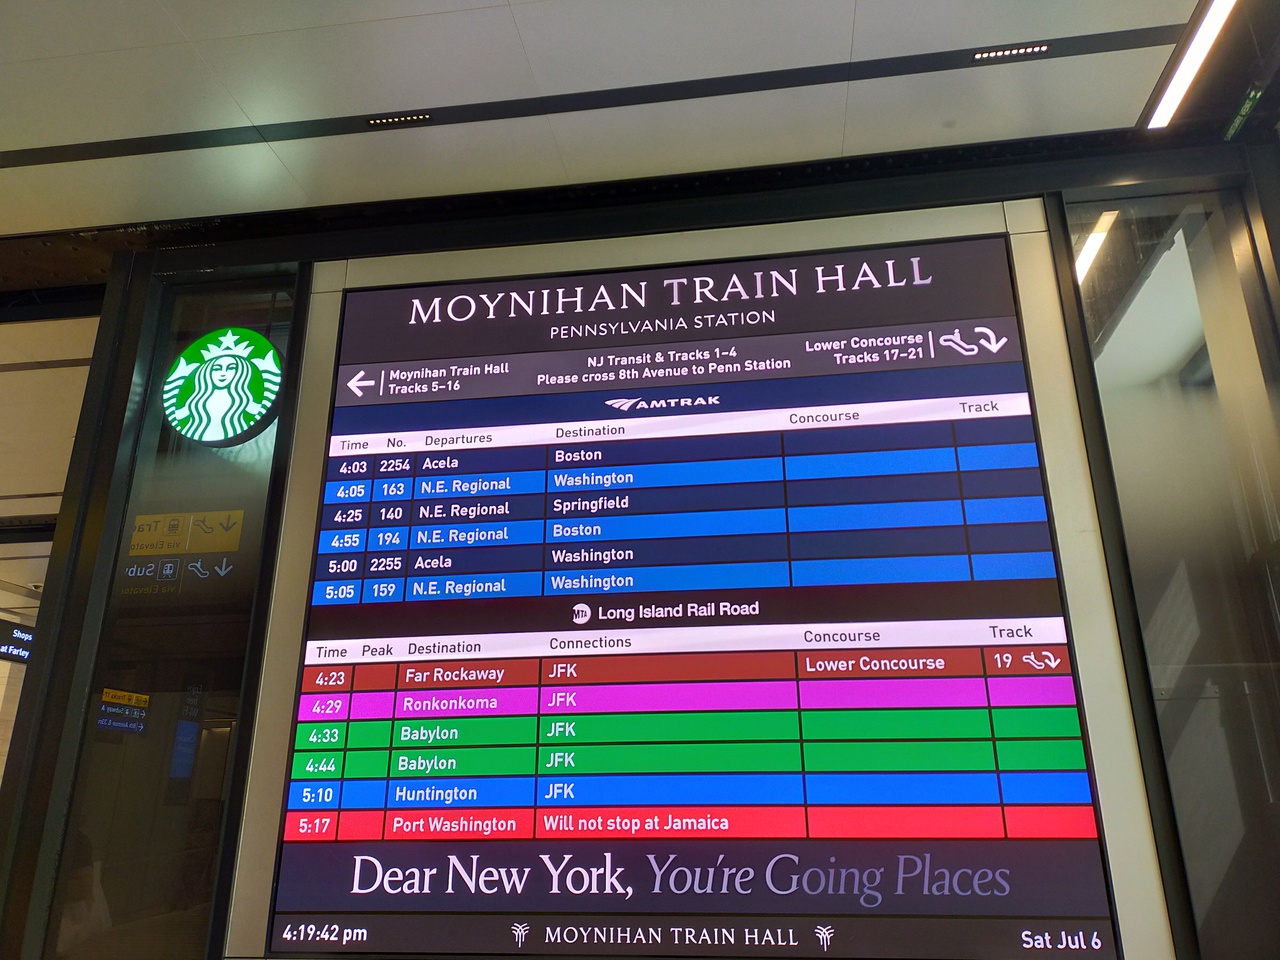 MOYNIHAN TRAIN HALL
PENNSYLVANIA STATION
Moynihan Train Hall
Tracks 5-16
NJ Transit & Tracks 1-4
Please cross 8th Avenue to Penn Station
Lower Concourse
Tracks 17-21
AMTRAK
Time No. Departures Destination Concourse Track
4:03 2254 Acela Boston
4:05 163 N.E. Regional Washington
4:25 140 N.E. Regional Springfield
4:55 194 N.E. Regional Boston
5:00 2255 Acela Washington
5:05 159 N.E. Regional Washington
MTA Long Island Rail Road
Time Peak Destination Connections Concourse Track
4:23 Far Rockaway JFK Lower Concourse 19
4:29 Ronkonkoma JFK
4:33 Babylon JFK
4:44 Babylon JFK
5:10 Huntington JFK
5:17 Port Washington Will not stop at Jamaica
Dear New York, You're Going Places
4:19:42 pm MOYNIHAN TRAIN HALL Sat Jul 6
Shops
at Farley
via Elevato